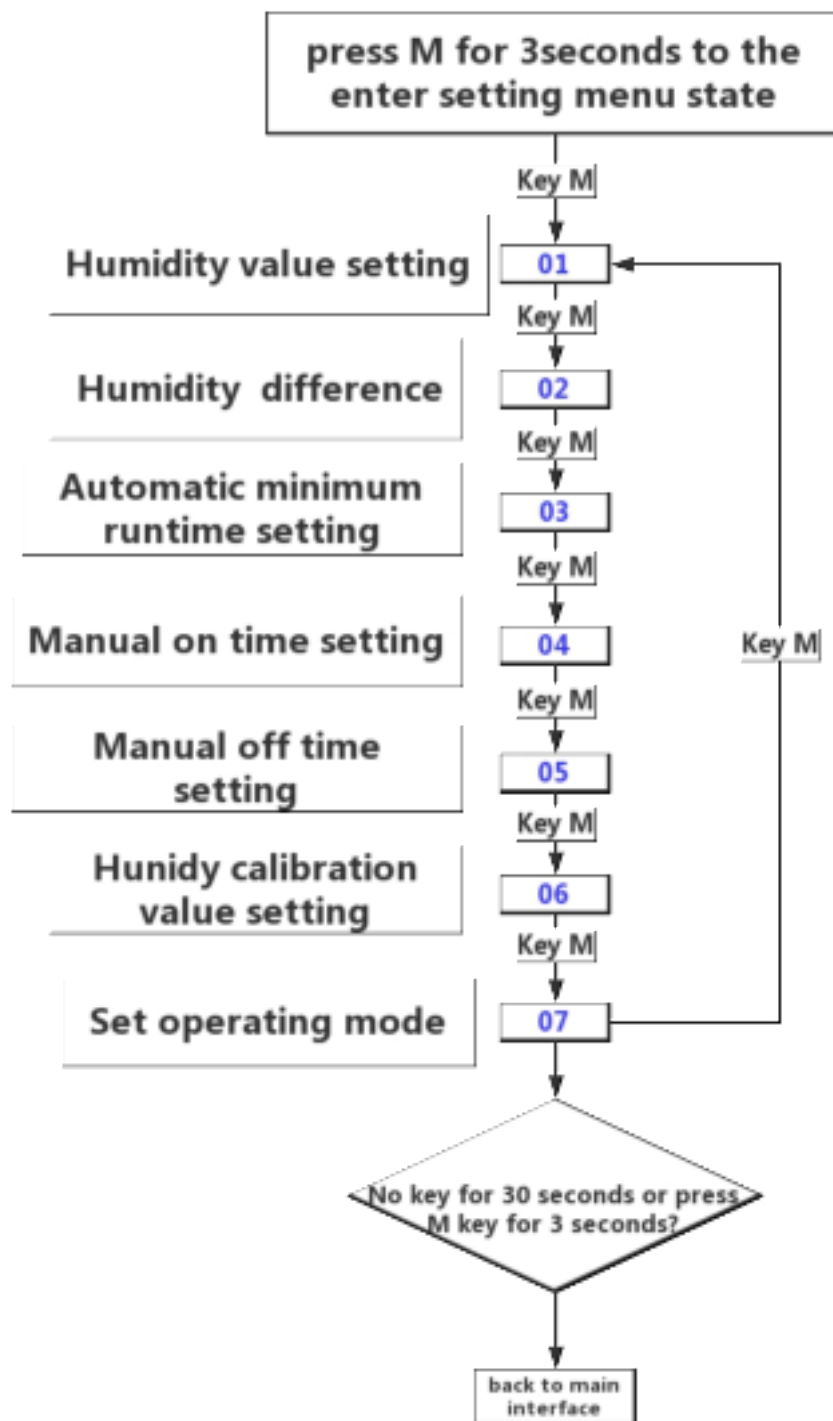 press M for 3seconds to the
enter setting menu state
Key M
Humidity value setting
01
Key M
Humidity difference
02
Key M
Automatic minimum
runtime setting
03
Key M
Manual on time setting
04
Key M
Key M
Manual off time
setting
05
Key M
Hunidy calibration
value setting
06
Key M
Set operating mode
07
No key for 30 seconds or press
M key for 3 seconds?
back to main
interface